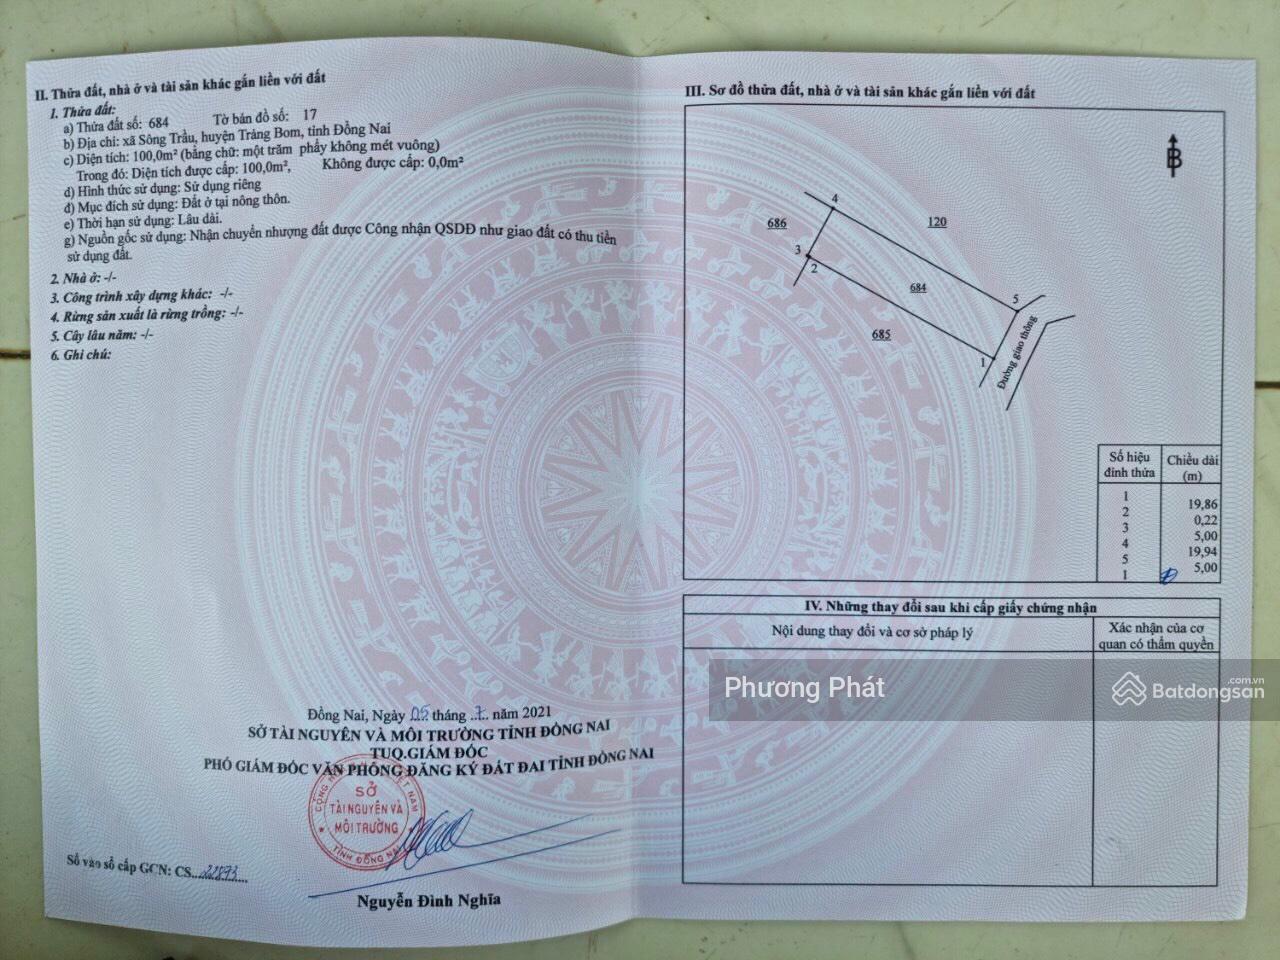 II. Thửa đất, nhà ở và tài sản khác gắn liền với đất
1. Thửa đất:
a) Thửa đất số: 684 Tờ bản đồ số: 17
b) Địa chỉ: xã Sông Trầu, huyện Trảng Bom, tỉnh Đồng Nai
c) Diện tích: 100,0m² (bằng chữ: một trăm phẩy không mét vuông)
Trong đó: Diện tích được cấp: 100,0m², Không được cấp: 0,0m²
d) Hình thức sử dụng: Sử dụng riêng
đ) Mục đích sử dụng: Đất ở tại nông thôn.
e) Thời hạn sử dụng: Lâu dài.
g) Nguồn gốc sử dụng: Nhận chuyển nhượng đất được Công nhận QSDĐ như giao đất có thu tiền
sử dụng đất.
2. Nhà ở: -/-
3. Công trình xây dựng khác: -/-
4. Rừng sản xuất là rừng trồng: -/-
5. Cây lâu năm: -/-
6. Ghi chú:
Đồng Nai, Ngày 05 tháng 7 năm 2021
SỞ TÀI NGUYÊN VÀ MÔI TRƯỜNG TỈNH ĐỒNG NAI
TUQ.GIÁM ĐỐC
PHÓ GIÁM ĐỐC VĂN PHÒNG ĐĂNG KÝ ĐẤT ĐAI TỈNH ĐỒNG NAI
SỞ
TÀI NGUYÊN VÀ
MÔI TRƯỜNG
TỈNH ĐỒNG NAI
Số vào sổ cấp GCN: CS 22893
Nguyễn Đình Nghĩa
III. Sơ đồ thửa đất, nhà ở và tài sản khác gắn liền với đất
B
4
686
120
3
2
684
5
685
1
Đường giao thông
Số hiệu đỉnh thửa Chiều dài (m)
1
19,86
2
0,22
3
5,00
4
19,94
5
5,00
1
IV. Những thay đổi sau khi cấp giấy chứng nhận
Nội dung thay đổi và cơ sở pháp lý
Xác nhận của cơ
quan có thẩm quyền
Phương Phát
Batdongsan.com.vn